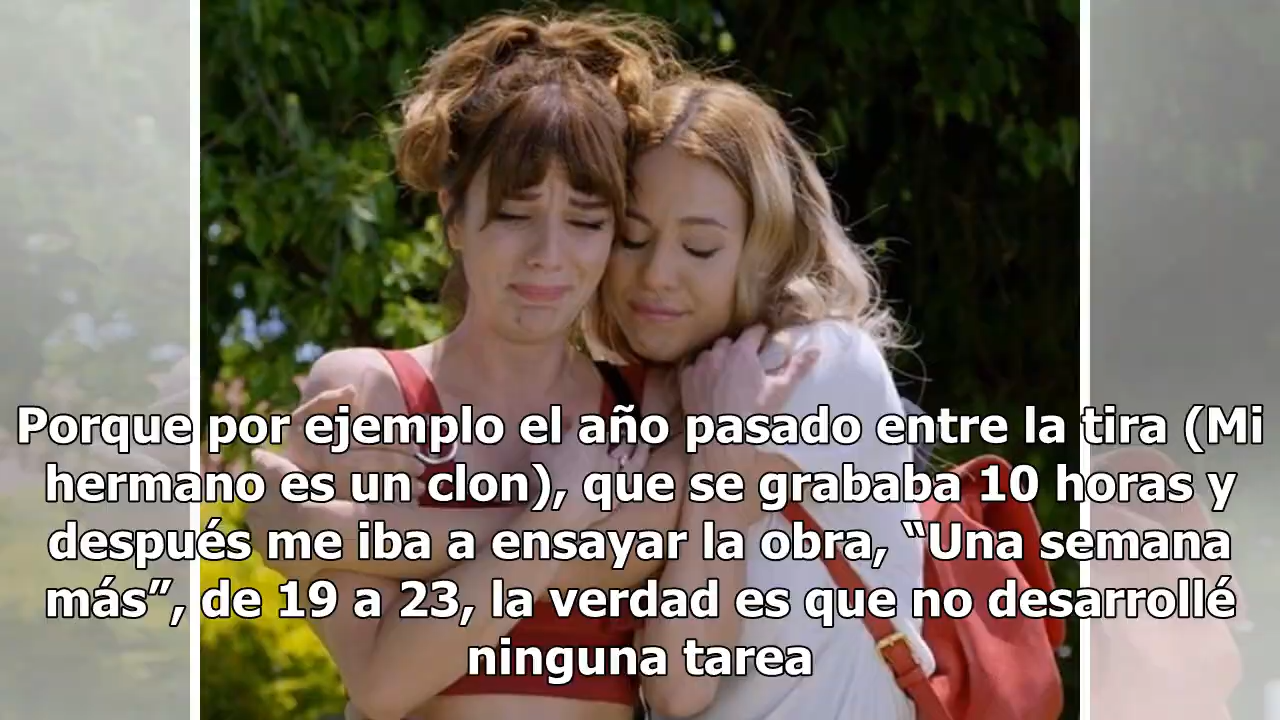 Porque por ejemplo el año pasado entre la tira (Mi
hermano es un clon), que se grababa 10 horas y
después me iba a ensayar la obra, “Una semana
más”, de 19 a 23, la verdad es que no desarrollé
ninguna tarea